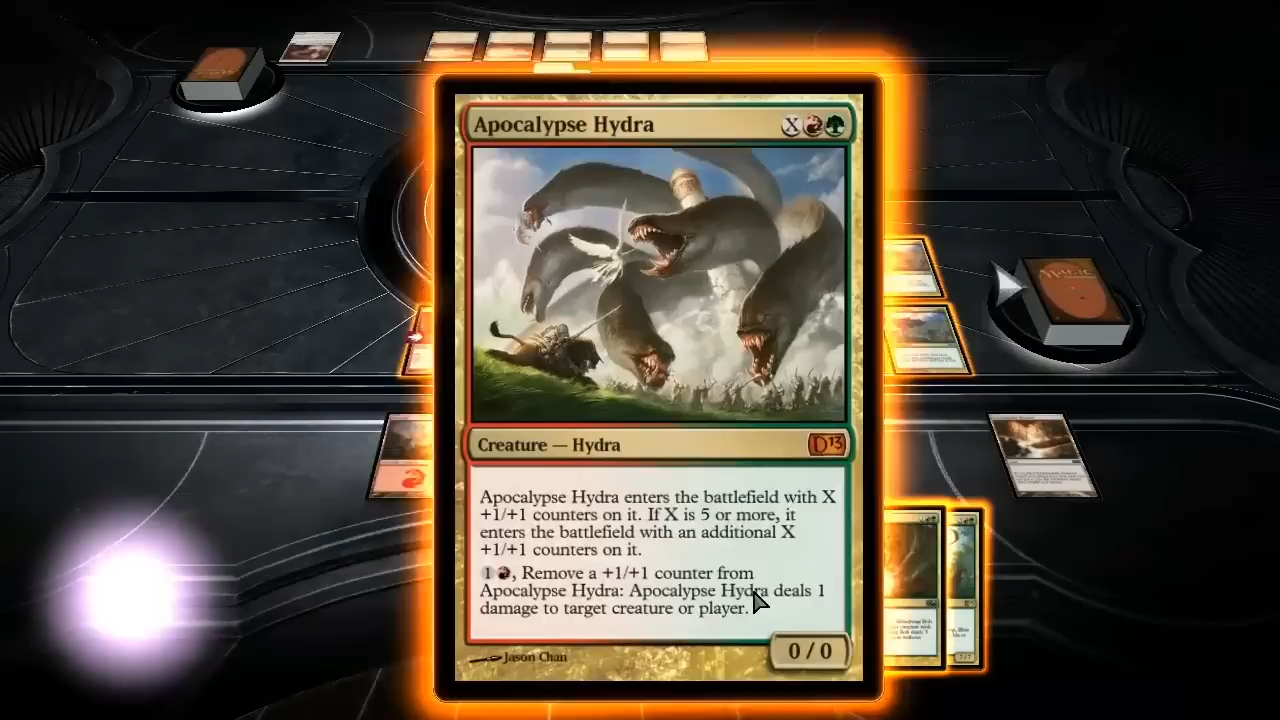 Apocalypse Hydra
X
Creature — Hydra
D13
Apocalypse Hydra enters the battlefield with X
+1/+1 counters on it. If X is 5 or more, it
enters the battlefield with an additional X
+1/+1 counters on it.
1, Remove a +1/+1 counter from
Apocalypse Hydra: Apocalypse Hydra deals 1
damage to target creature or player.
Jason Chan
0 / 0
MAGIC